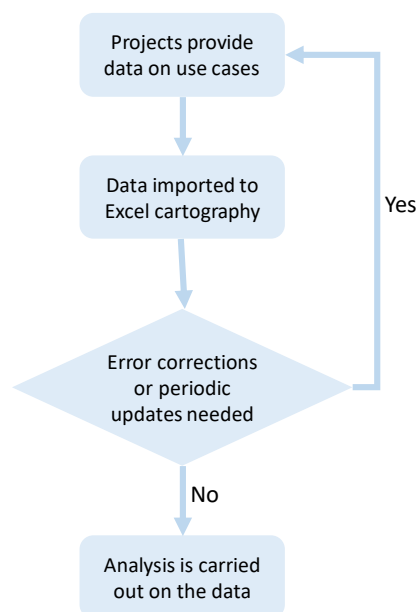 Projects provide
data on use cases
Data imported to
Excel cartography
Yes
Error corrections
or periodic
updates needed
No
Analysis is carried
out on the data